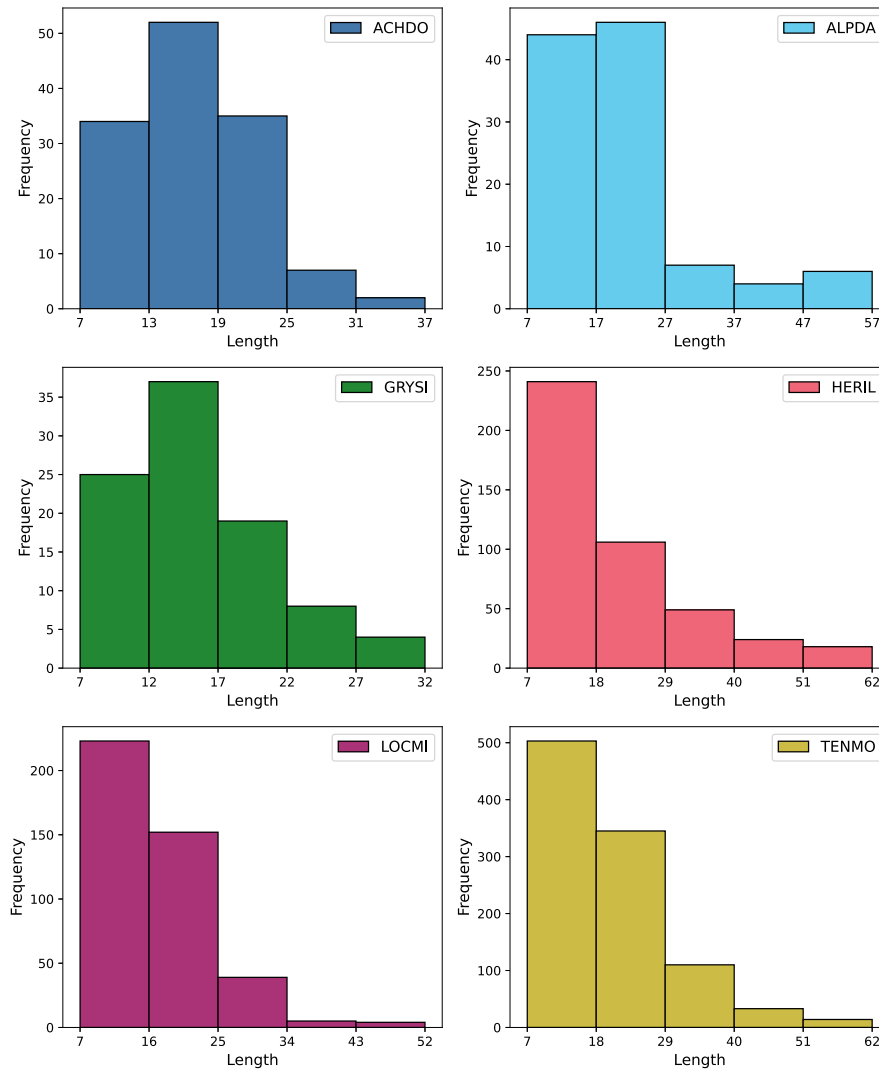 ACHDO
Frequency
50
40
30
20
10
0
7 13 19 25 31 37
Length
ALPDA
Frequency
40
30
20
10
0
7 17 27 37 47 57
Length
GRYSI
Frequency
35
30
25
20
15
10
5
0
7 12 17 22 27 32
Length
HERIL
Frequency
250
200
150
100
50
0
7 18 29 40 51 62
Length
LOCMI
Frequency
200
150
100
50
0
7 16 25 34 43 52
Length
TENMO
Frequency
500
400
300
200
100
0
7 18 29 40 51 62
Length